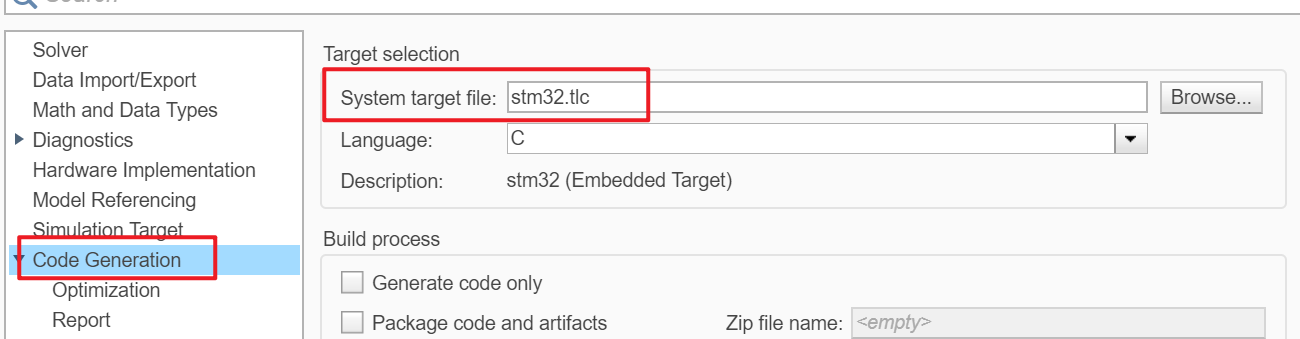 Search
Solver
Data Import/Export
Math and Data Types
Diagnostics
Hardware Implementation
Model Referencing
Simulation Target
Code Generation
Optimization
Report
Target selection
System target file: stm32.tlc Browse...
Language: C
Description: stm32 (Embedded Target)
Build process
Generate code only
Package code and artifacts Zip file name: <empty>